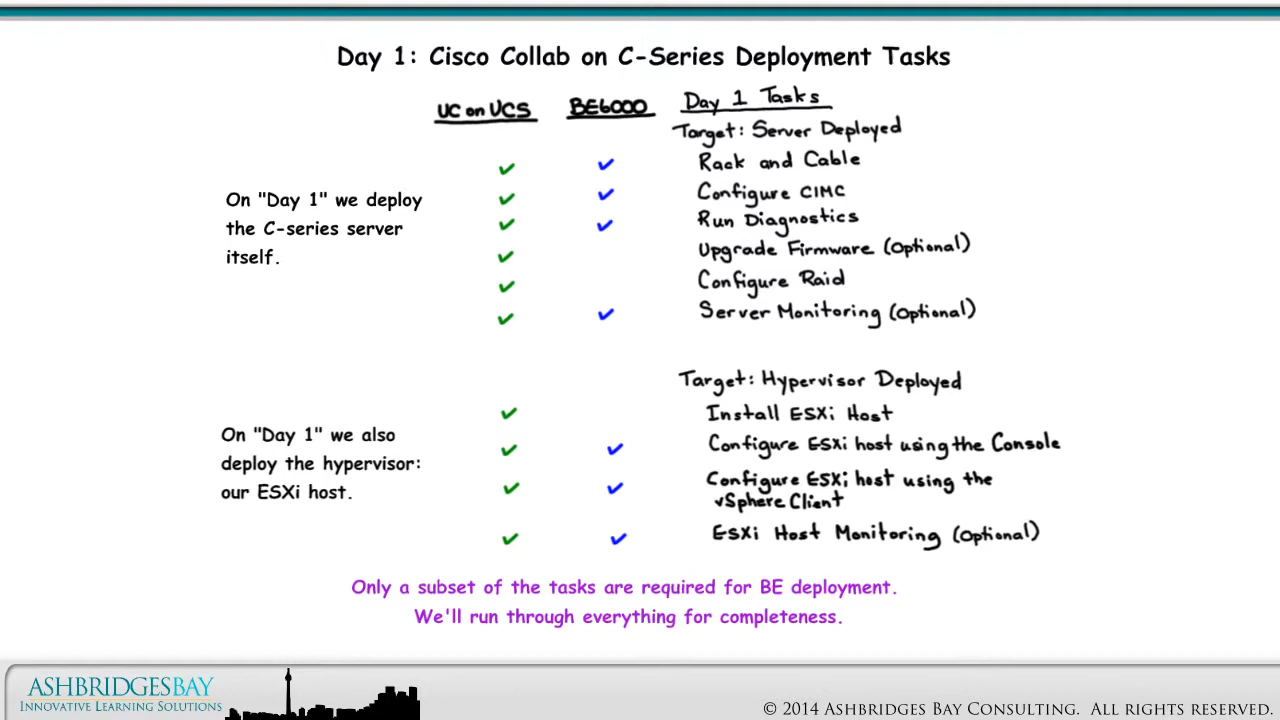 Day 1: Cisco Collab on C-Series Deployment Tasks
UC on UCS BE6000 Day 1 Tasks
Target: Server Deployed
✔ ✔ Rack and Cable
✔ ✔ Configure CIMC
✔ ✔ Run Diagnostics
✔ Upgrade Firmware (Optional)
✔ Configure Raid
✔ ✔ Server Monitoring (Optional)
On "Day 1" we deploy
the C-series server
itself.
Target: Hypervisor Deployed
✔ Install ESXi Host
✔ ✔ Configure ESXi host using the Console
✔ ✔ Configure ESXi host using the
vSphere Client
✔ ✔ ESXi Host Monitoring (Optional)
On "Day 1" we also
deploy the hypervisor:
our ESXi host.
Only a subset of the tasks are required for BE deployment.
We'll run through everything for completeness.
ASHBRIDGESBAY
INNOVATIVE LEARNING SOLUTIONS
© 2014 ASHBRIDGES BAY CONSULTING. ALL RIGHTS RESERVED.